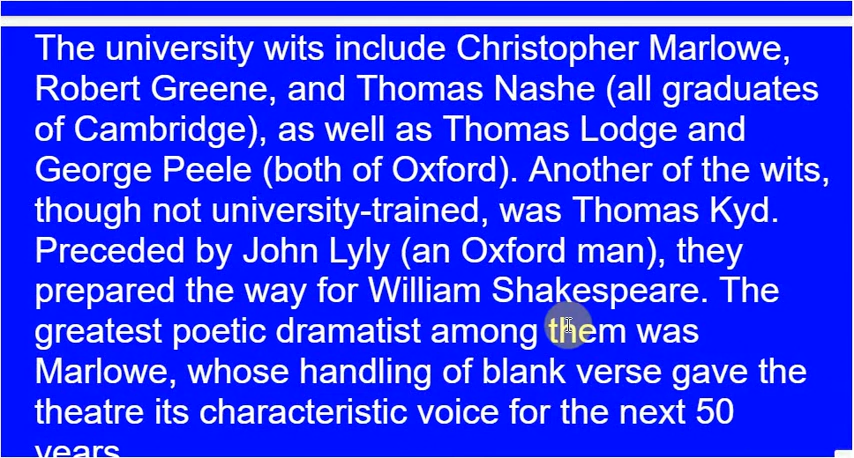 The university wits include Christopher Marlowe,
Robert Greene, and Thomas Nashe (all graduates
of Cambridge), as well as Thomas Lodge and
George Peele (both of Oxford). Another of the wits,
though not university-trained, was Thomas Kyd.
Preceded by John Lyly (an Oxford man), they
prepared the way for William Shakespeare. The
greatest poetic dramatist among them was
Marlowe, whose handling of blank verse gave the
theatre its characteristic voice for the next 50
years